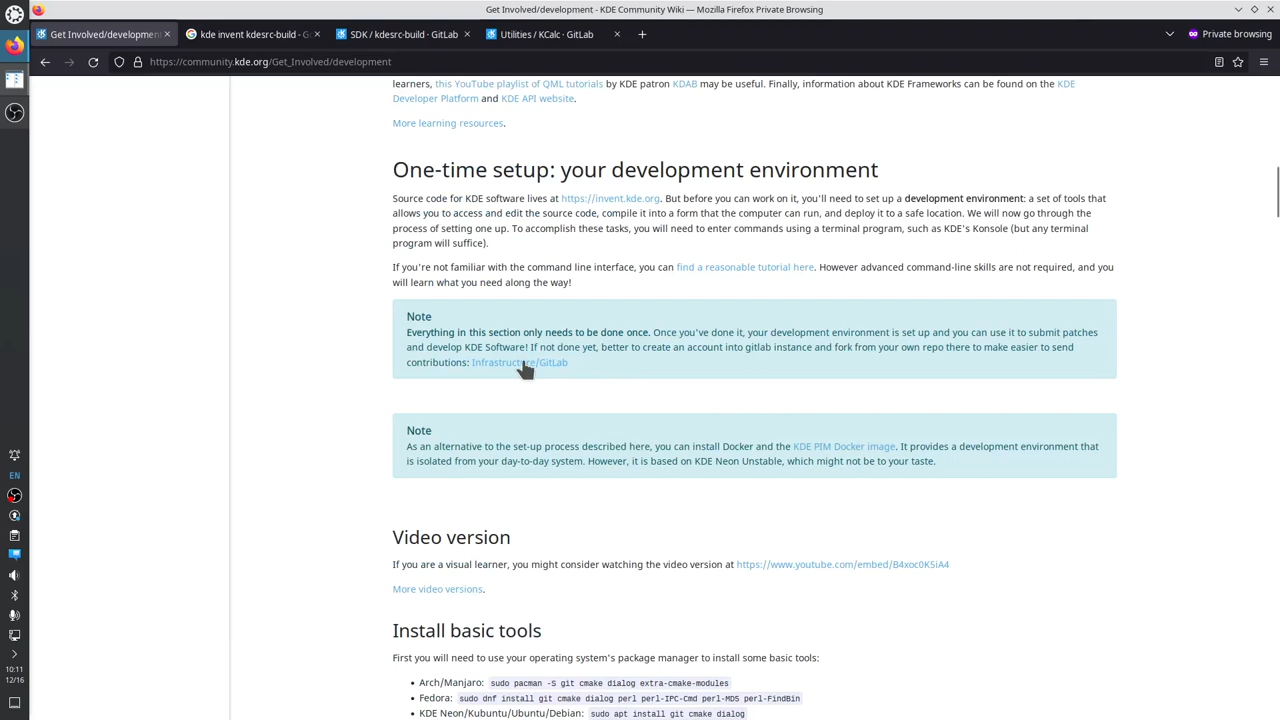 Get Involved/development - KDE Community Wiki — Mozilla Firefox Private Browsing
Get Involved/development
kde invent kdesrc-build - G
SDK / kdesrc-build · GitLab
Utilities / KCalc · GitLab
Private browsing
https://community.kde.org/Get_Involved/development
learners, this YouTube playlist of QML tutorials by KDE patron KDAB may be useful. Finally, information about KDE Frameworks can be found on the KDE
Developer Platform and KDE API website.
More learning resources.
One-time setup: your development environment
Source code for KDE software lives at https://invent.kde.org. But before you can work on it, you'll need to set up a development environment: a set of tools that
allows you to access and edit the source code, compile it into a form that the computer can run, and deploy it to a safe location. We will now go through the
process of setting one up. To accomplish these tasks, you will need to enter commands using a terminal program, such as KDE's Konsole (but any terminal
program will suffice).
If you're not familiar with the command line interface, you can find a reasonable tutorial here. However advanced command-line skills are not required, and you
will learn what you need along the way!
Note
Everything in this section only needs to be done once. Once you've done it, your development environment is set up and you can use it to submit patches
and develop KDE Software! If not done yet, better to create an account into gitlab instance and fork from your own repo there to make easier to send
contributions: Infrastructure/GitLab
Note
As an alternative to the set-up process described here, you can install Docker and the KDE PIM Docker image. It provides a development environment that
is isolated from your day-to-day system. However, it is based on KDE Neon Unstable, which might not be to your taste.
Video version
If you are a visual learner, you might consider watching the video version at https://www.youtube.com/embed/B4xoc0K5iA4
More video versions.
Install basic tools
First you will need to use your operating system's package manager to install some basic tools:
• Arch/Manjaro: sudo pacman -S git cmake dialog extra-cmake-modules
• Fedora: sudo dnf install git cmake dialog perl perl-IPC-Cmd perl-MD5 perl-FindBin
• KDE Neon/Kubuntu/Ubuntu/Debian: sudo apt install git cmake dialog
EN
10:11
12/16